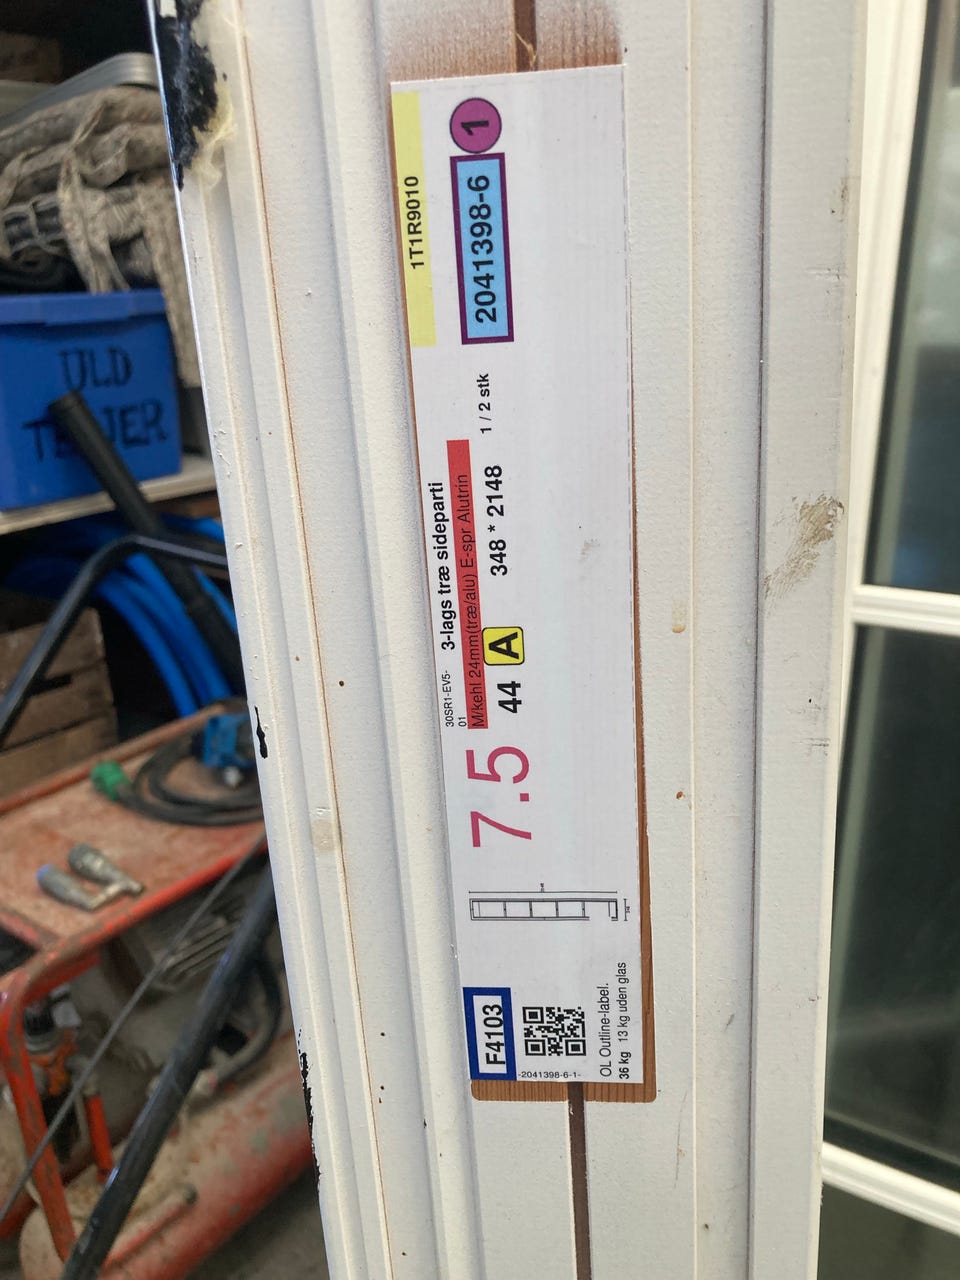 1T1R9010
1
2041398-6
3-lags træ sideparti
30SR1-EV5-
01
M/kehl 24mm(træ/alu) E-spr Alutrin
44 A 348 * 2148 1 / 2 stk
7.5
F4103
-2041398-6-1-
OL Outline-label.
36 kg 13 kg uden glas
ULD